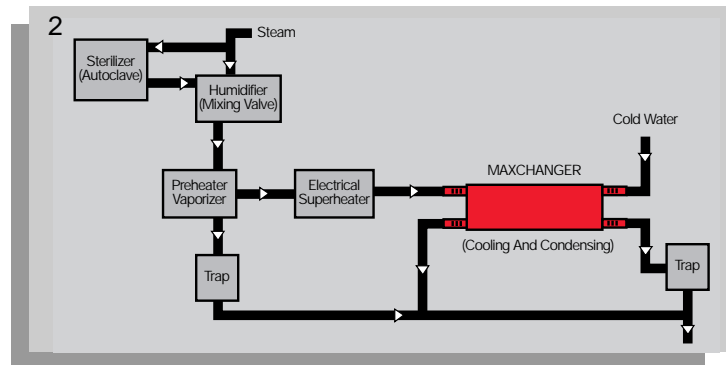 2
Steam
Sterilizer
(Autoclave)
Humidifier
(Mixing Valve)
Cold Water
Preheater
Vaporizer
Electrical
Superheater
MAXCHANGER
(Cooling And Condensing)
Trap
Trap